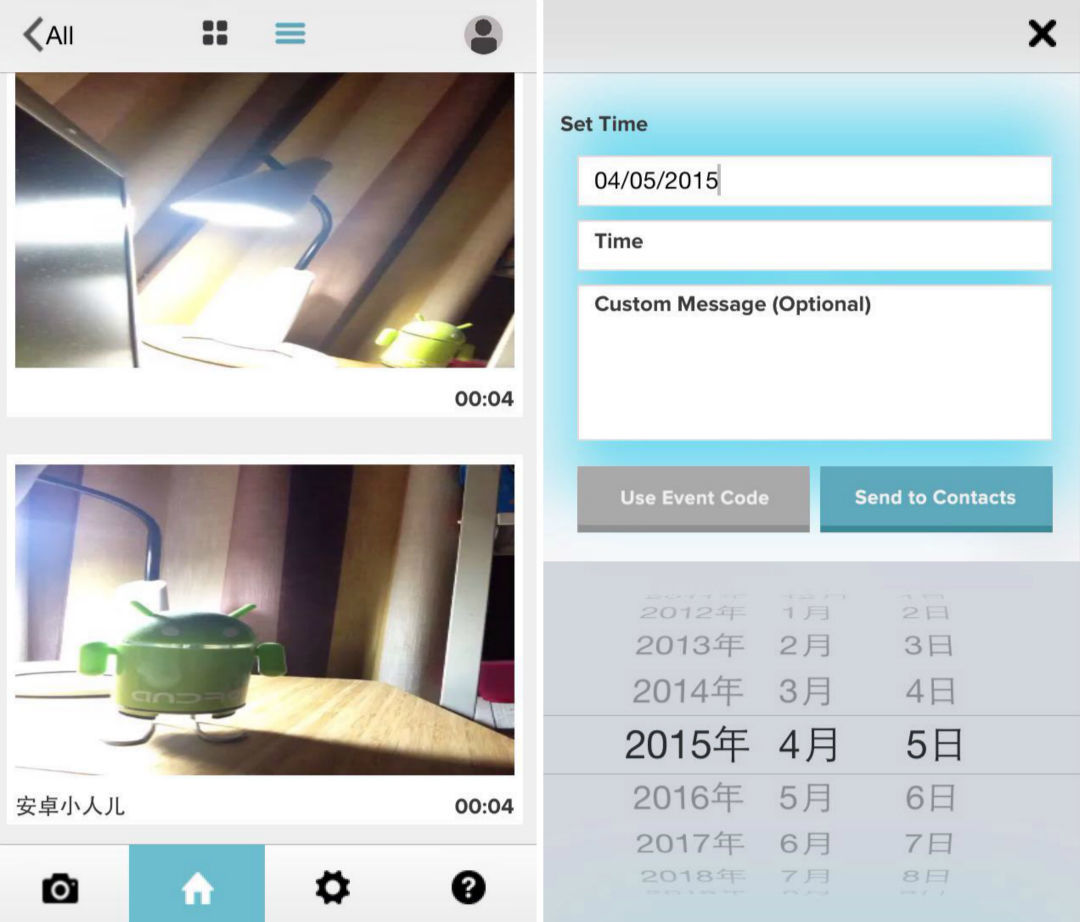 All
00:04
安卓小人儿
00:04
Set Time
04/05/2015
Time
Custom Message (Optional)
Use Event Code
Send to Contacts
2012年 1月 2日
2013年 2月 3日
2014年 3月 4日
2015年 4月 5日
2016年 5月 6日
2017年 6月 7日
2018年 7月 8日